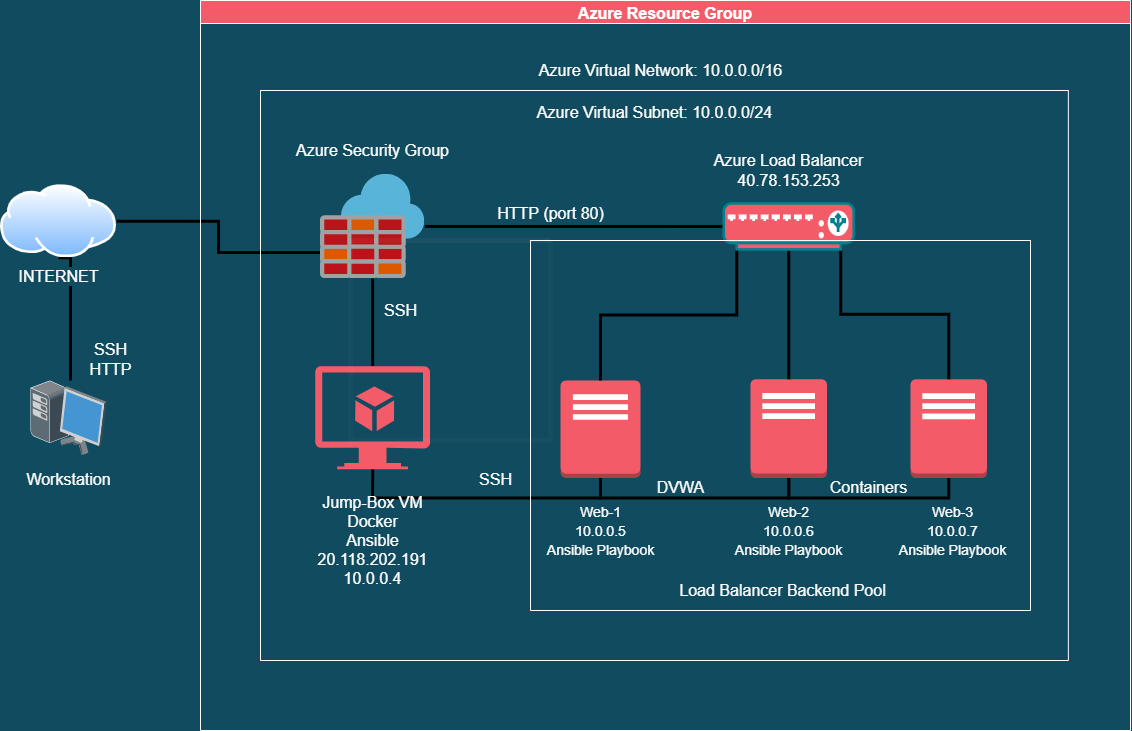 Azure Resource Group
Azure Virtual Network: 10.0.0.0/16
Azure Virtual Subnet: 10.0.0.0/24
Azure Security Group
Azure Load Balancer
40.78.153.253
HTTP (port 80)
INTERNET
SSH
SSH
HTTP
Workstation
SSH
DVWA
Containers
Jump-Box VM
Docker
Ansible
20.118.202.191
10.0.0.4
Web-1
10.0.0.5
Ansible Playbook
Web-2
10.0.0.6
Ansible Playbook
Web-3
10.0.0.7
Ansible Playbook
Load Balancer Backend Pool